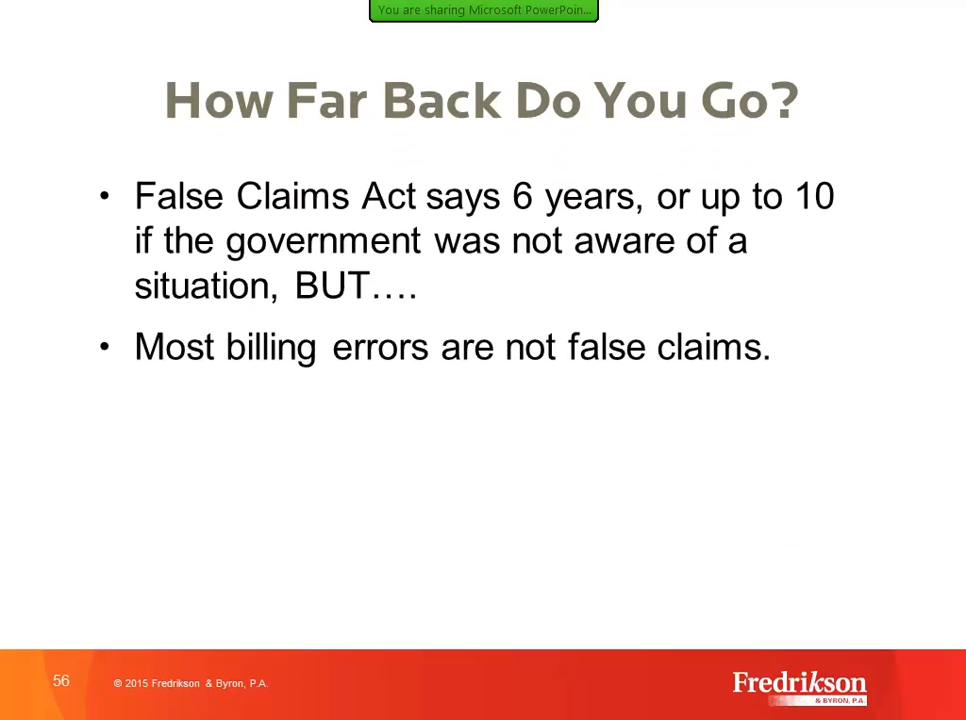 You are sharing Microsoft PowerPoin...
How Far Back Do You Go?
• False Claims Act says 6 years, or up to 10
if the government was not aware of a
situation, BUT….
• Most billing errors are not false claims.
56
© 2015 Fredrikson & Byron, P.A.
Fredrikson
& BYRON, P.A.